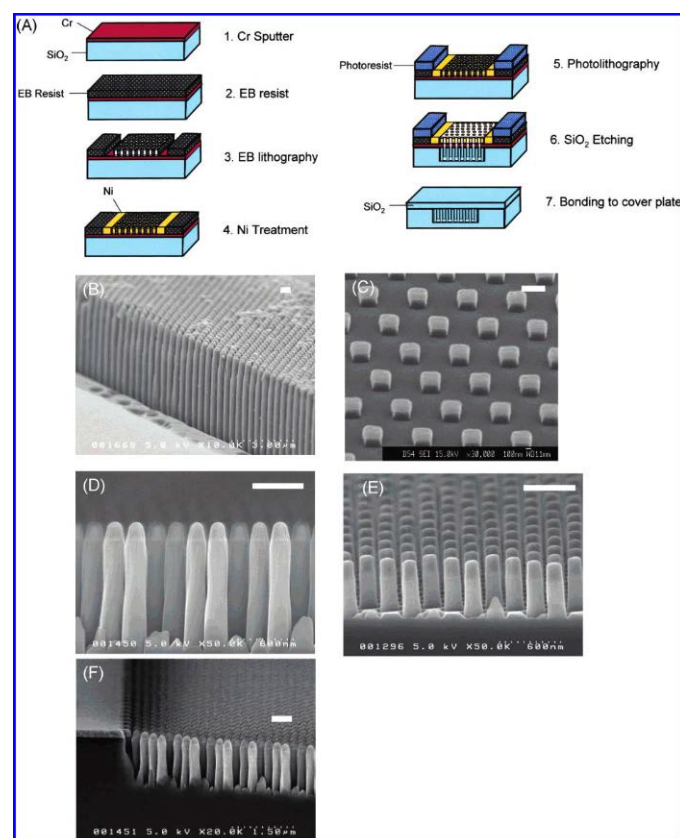 (A)
Cr
SiO2
1. Cr Sputter
EB Resist
2. EB resist
3. EB lithography
Ni
4. Ni Treatment
Photoresist
5. Photolithography
6. SiO2 Etching
SiO2
7. Bonding to cover plate
(B)
001668 5.0 kV X10.0K 3.00μm
(C)
D54 SEI 15.0kV x30,000 100nm WD11mm
(D)
001450 5.0 kV X50.0K 600nm
(E)
001296 5.0 kV X50.0K 600nm
(F)
001451 5.0 kV X20.0K 1.50μm